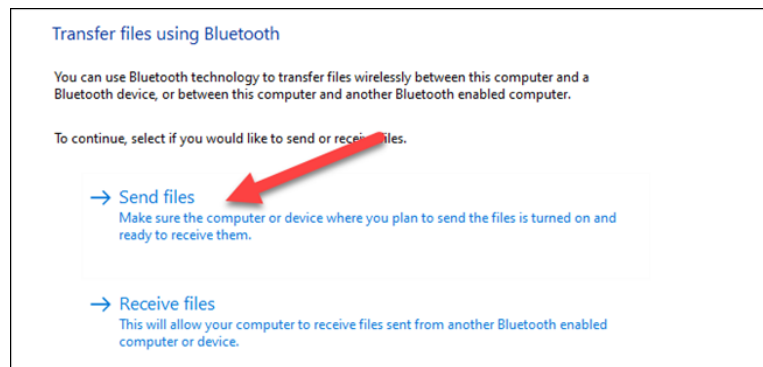 Transfer files using Bluetooth
You can use Bluetooth technology to transfer files wirelessly between this computer and a
Bluetooth device, or between this computer and another Bluetooth enabled computer.
To continue, select if you would like to send or receive files.
→ Send files
Make sure the computer or device where you plan to send the files is turned on and
ready to receive them.
→ Receive files
This will allow your computer to receive files sent from another Bluetooth enabled
computer or device.